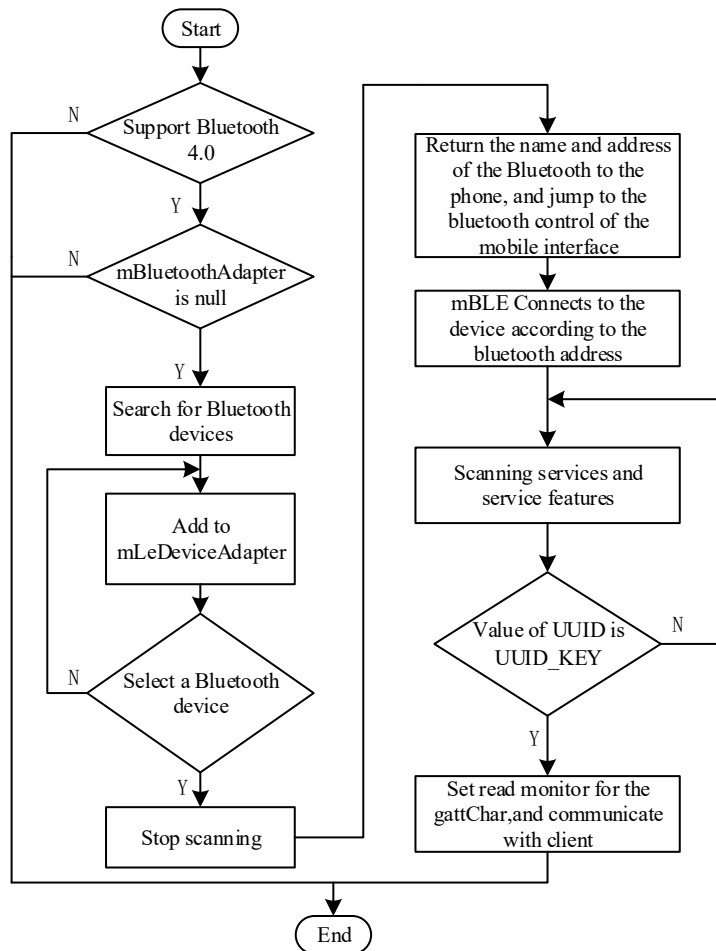 Start
N
Support Bluetooth
4.0
Y
N
mBluetoothAdapter
is null
Y
Search for Bluetooth
devices
Add to
mLeDeviceAdapter
N
Select a Bluetooth
device
Y
Stop scanning
Return the name and address
of the Bluetooth to the
phone, and jump to the
bluetooth control of the
mobile interface
mBLE Connects to the
device according to the
bluetooth address
Scanning services and
service features
Value of UUID is
UUID_KEY
N
Y
Set read monitor for the
gattChar,and communicate
with client
End